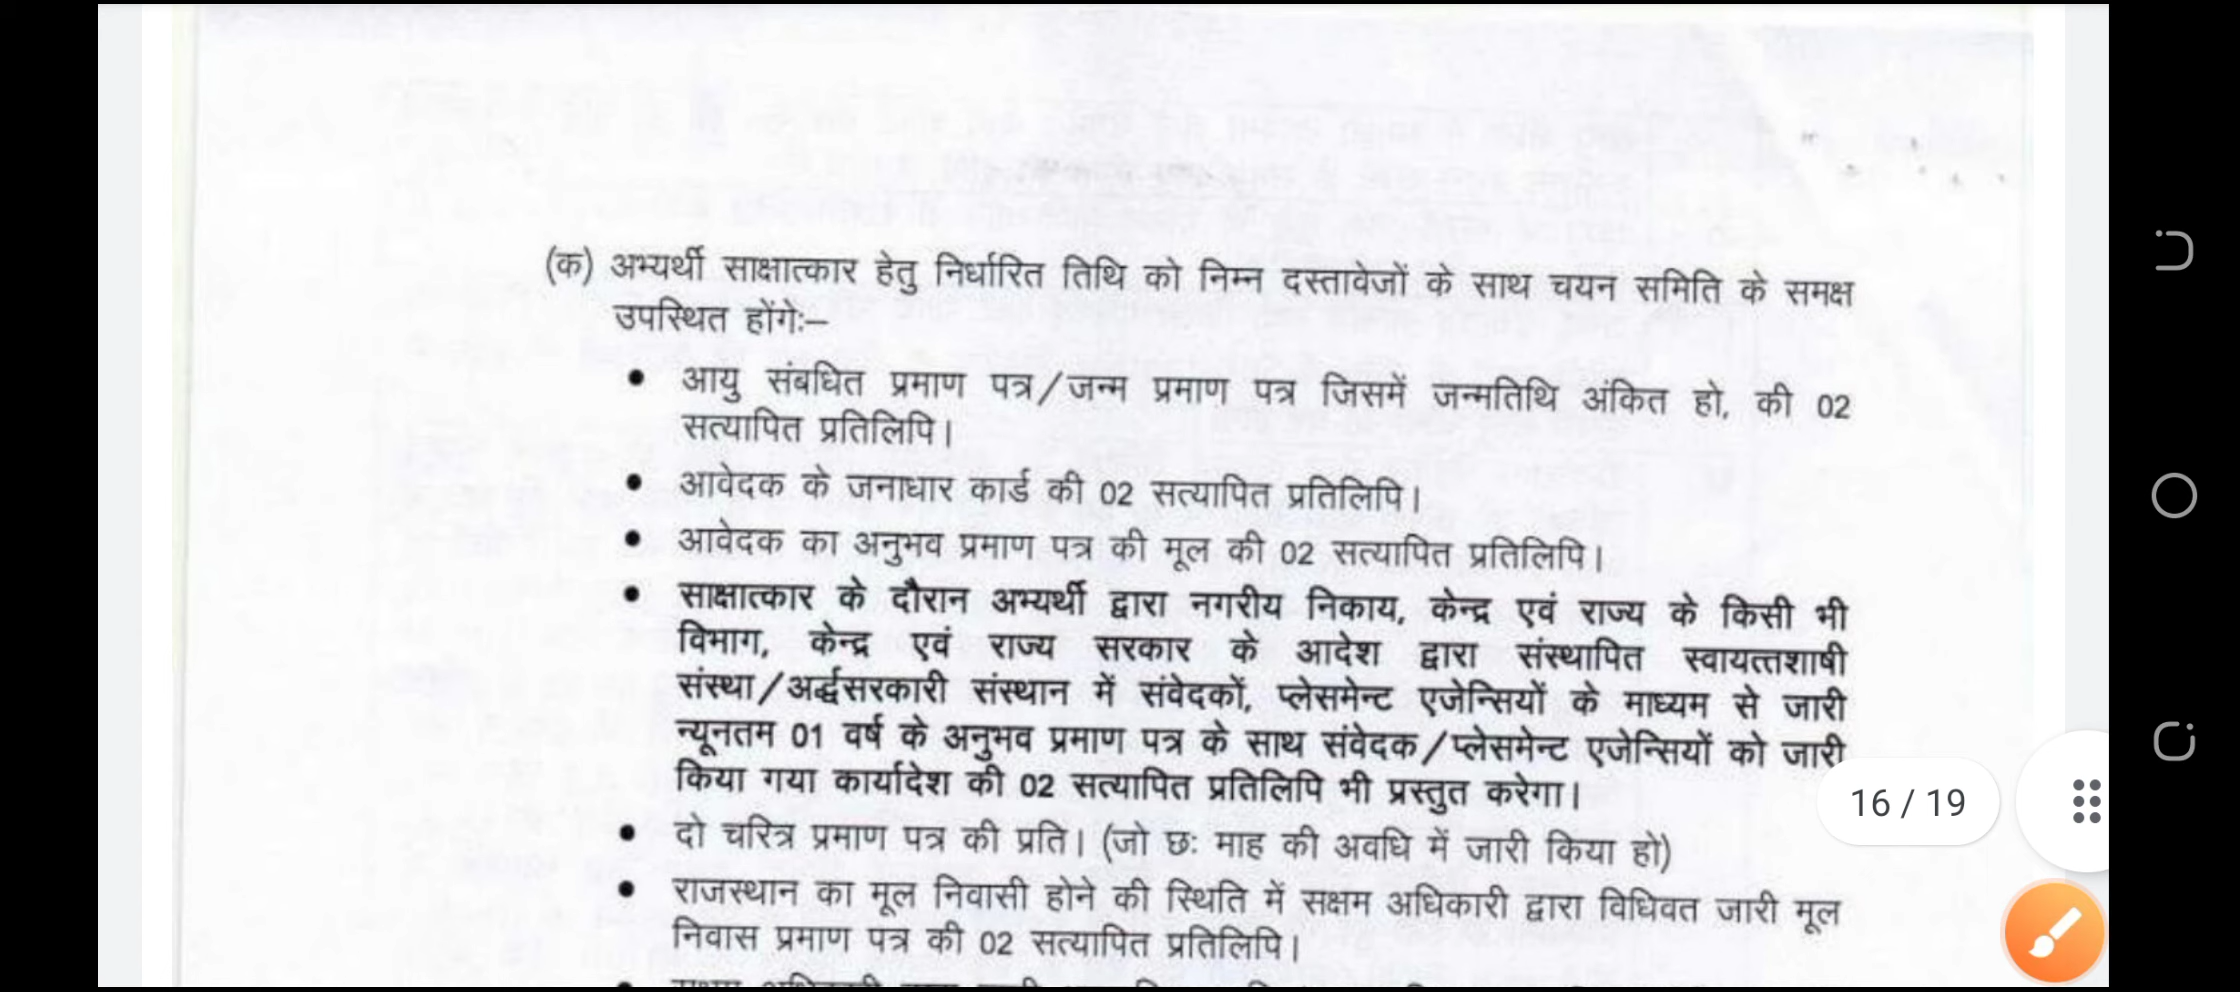 (क) अभ्यर्थी साक्षात्कार हेतु निर्धारित तिथि को निम्न दस्तावेजों के साथ चयन समिति के समक्ष
उपस्थित होंगेः–
• आयु संबधित प्रमाण पत्र/जन्म प्रमाण पत्र जिसमें जन्मतिथि अंकित हो, की 02
सत्यापित प्रतिलिपि।
• आवेदक के जनाधार कार्ड की 02 सत्यापित प्रतिलिपि।
• आवेदक का अनुभव प्रमाण पत्र की मूल की 02 सत्यापित प्रतिलिपि।
• साक्षात्कार के दौरान अभ्यर्थी द्वारा नगरीय निकाय, केन्द्र एवं राज्य के किसी भी
विभाग, केन्द्र एवं राज्य सरकार के आदेश द्वारा संस्थापित स्वायत्तशाषी
संस्था/अर्द्धसरकारी संस्थान में संवेदकों, प्लेसमेन्ट एजेन्सियों के माध्यम से जारी
न्यूनतम 01 वर्ष के अनुभव प्रमाण पत्र के साथ संवेदक/प्लेसमेन्ट एजेन्सियों को जारी
किया गया कार्यादेश की 02 सत्यापित प्रतिलिपि भी प्रस्तुत करेगा।
• दो चरित्र प्रमाण पत्र की प्रति। (जो छः माह की अवधि में जारी किया हो)
• राजस्थान का मूल निवासी होने की स्थिति में सक्षम अधिकारी द्वारा विधिवत जारी मूल
निवास प्रमाण पत्र की 02 सत्यापित प्रतिलिपि।
16 / 19